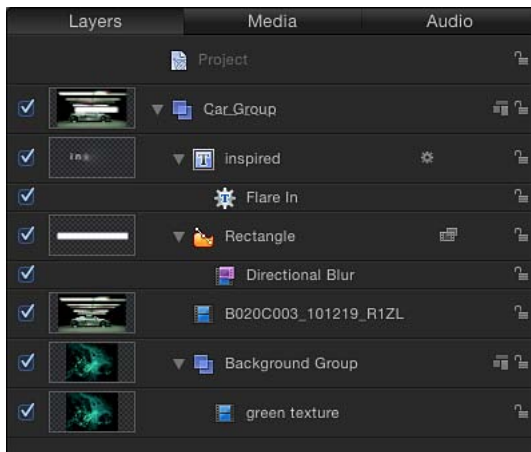 Layers Media Audio
Project
Car Group
inspired
Flare In
Rectangle
Directional Blur
B020C003_101219_R1ZL
Background Group
green texture